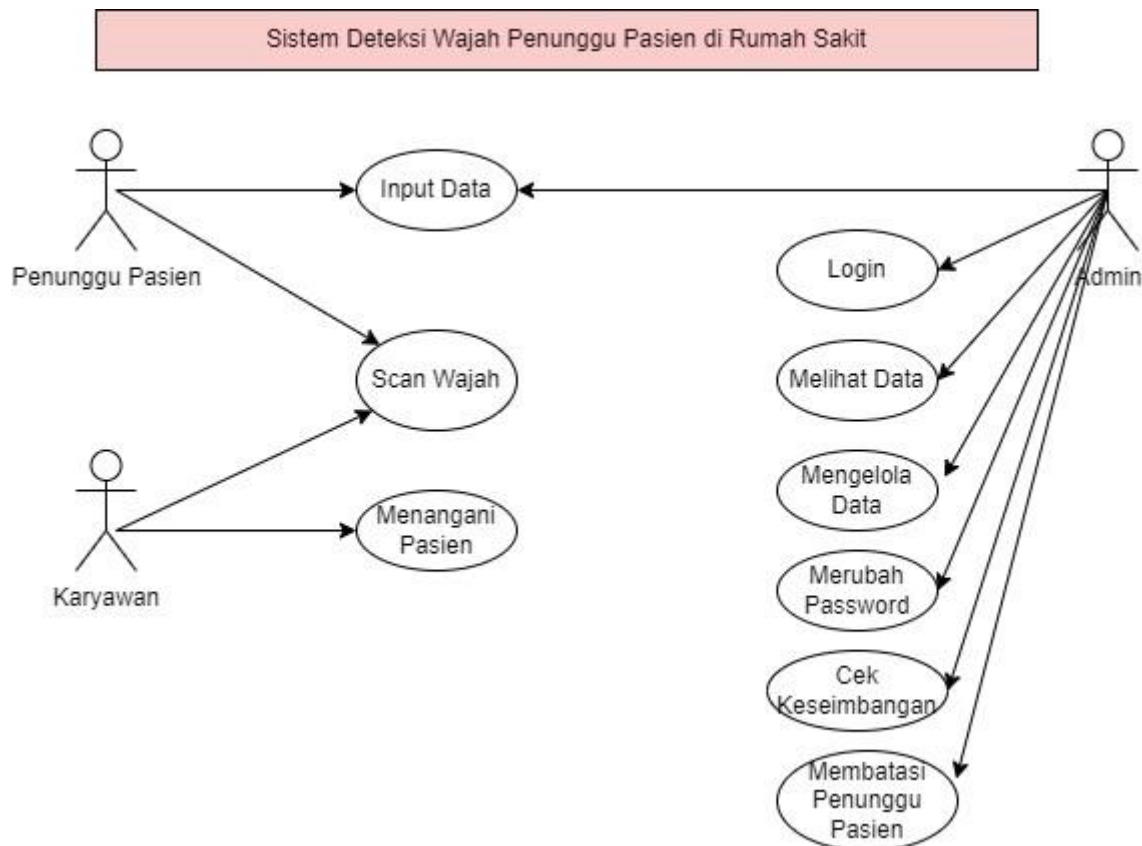 Sistem Deteksi Wajah Penunggu Pasien di Rumah Sakit
Input Data
Penunggu Pasien
Login
Admin
Scan Wajah
Melihat Data
Mengelola
Data
Menangani
Pasien
Karyawan
Merubah
Password
Cek
Keseimbangan
Membatasi
Penunggu
Pasien